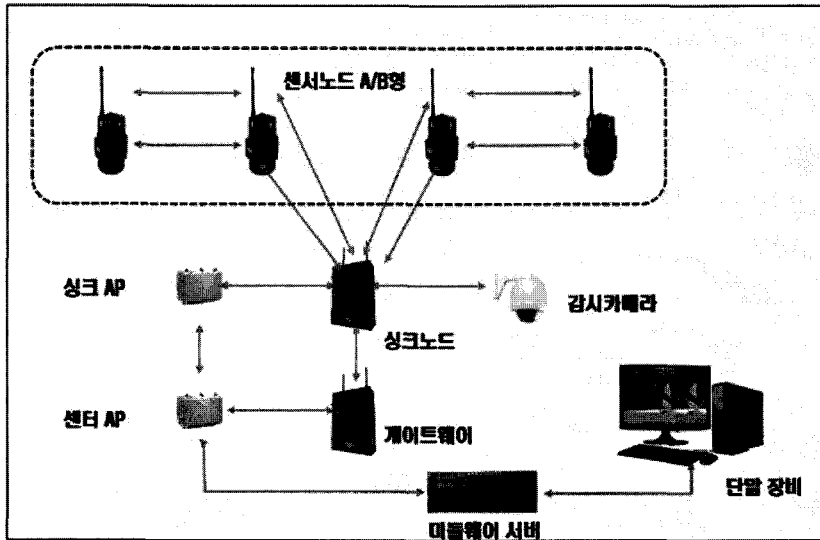 센서노드 A/B형
싱크 AP
감시카메라
싱크노드
센터 AP
게이트웨어
단말 장비
미들웨어 서버